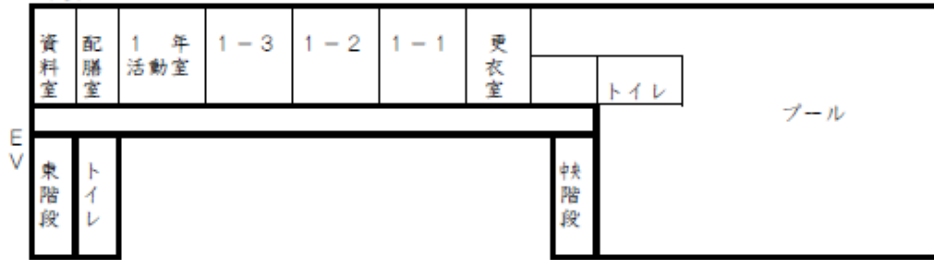 資料室
配膳室
1 年
活動室
1－3
1－2
1－1
更衣室
トイレ
プール
EV
東階段
トイレ
中央階段